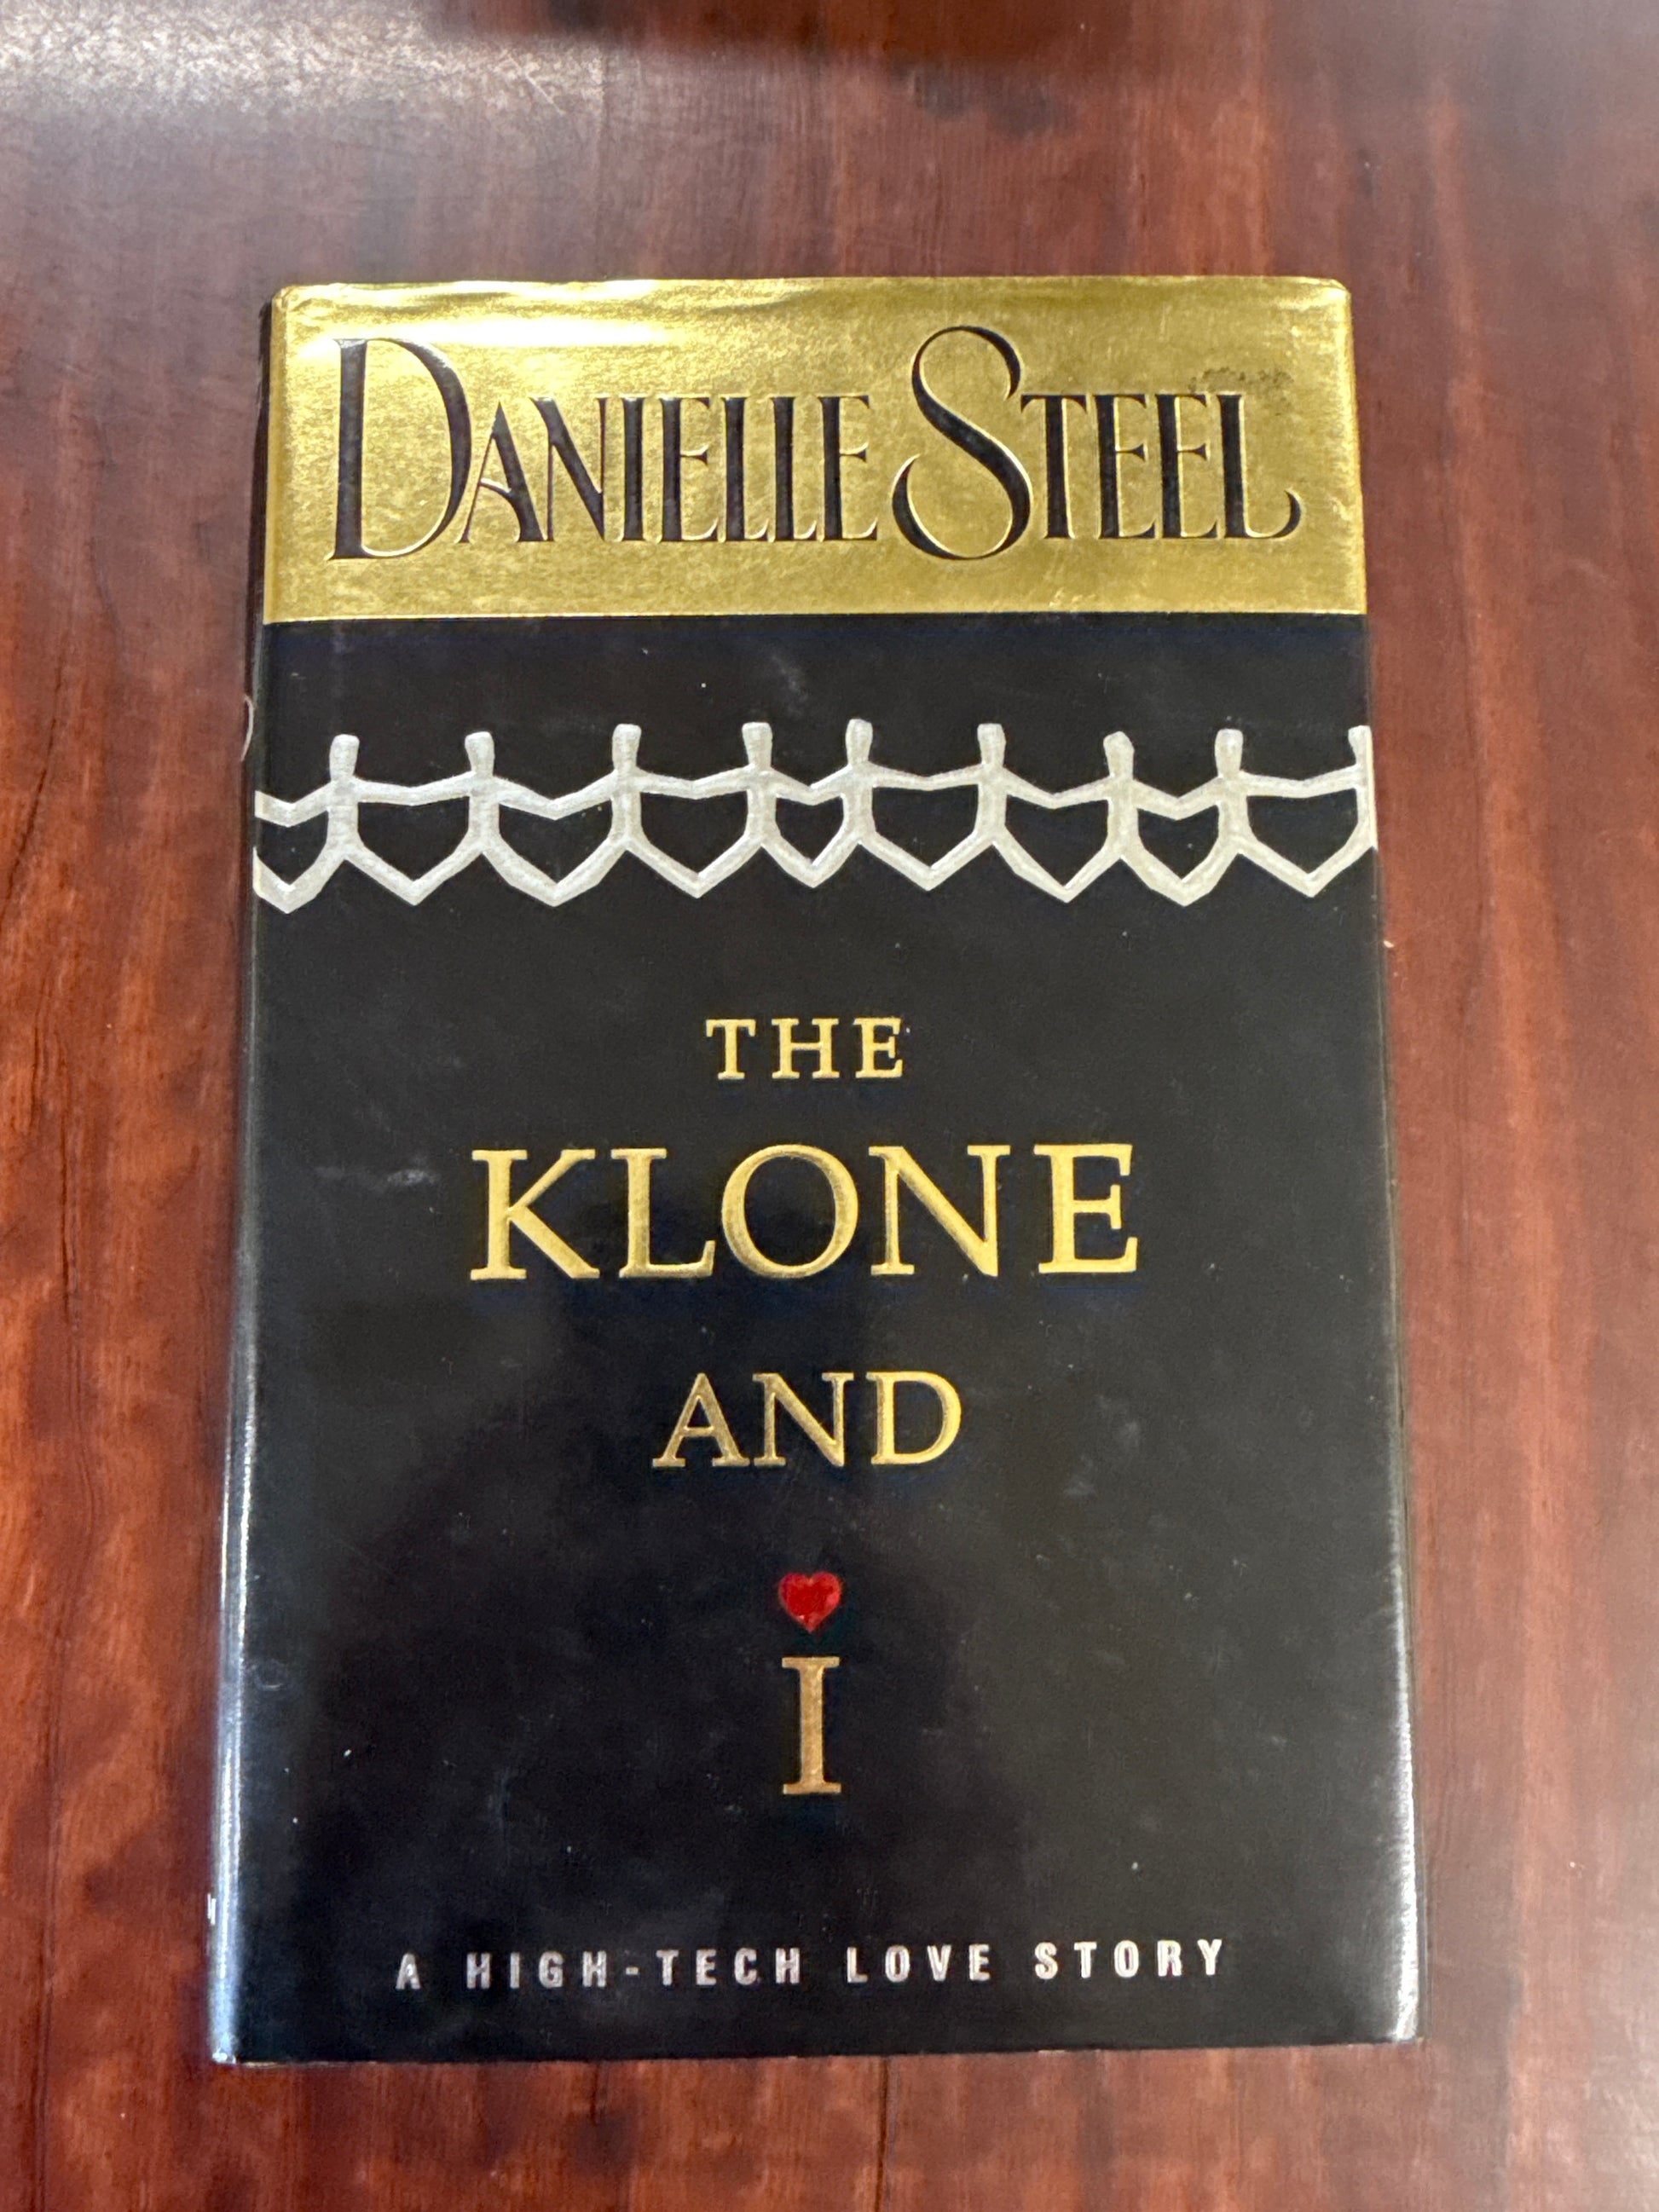 DANIELLE STEEL
THE
KLONE
AND
I
A HIGH-TECH LOVE STORY